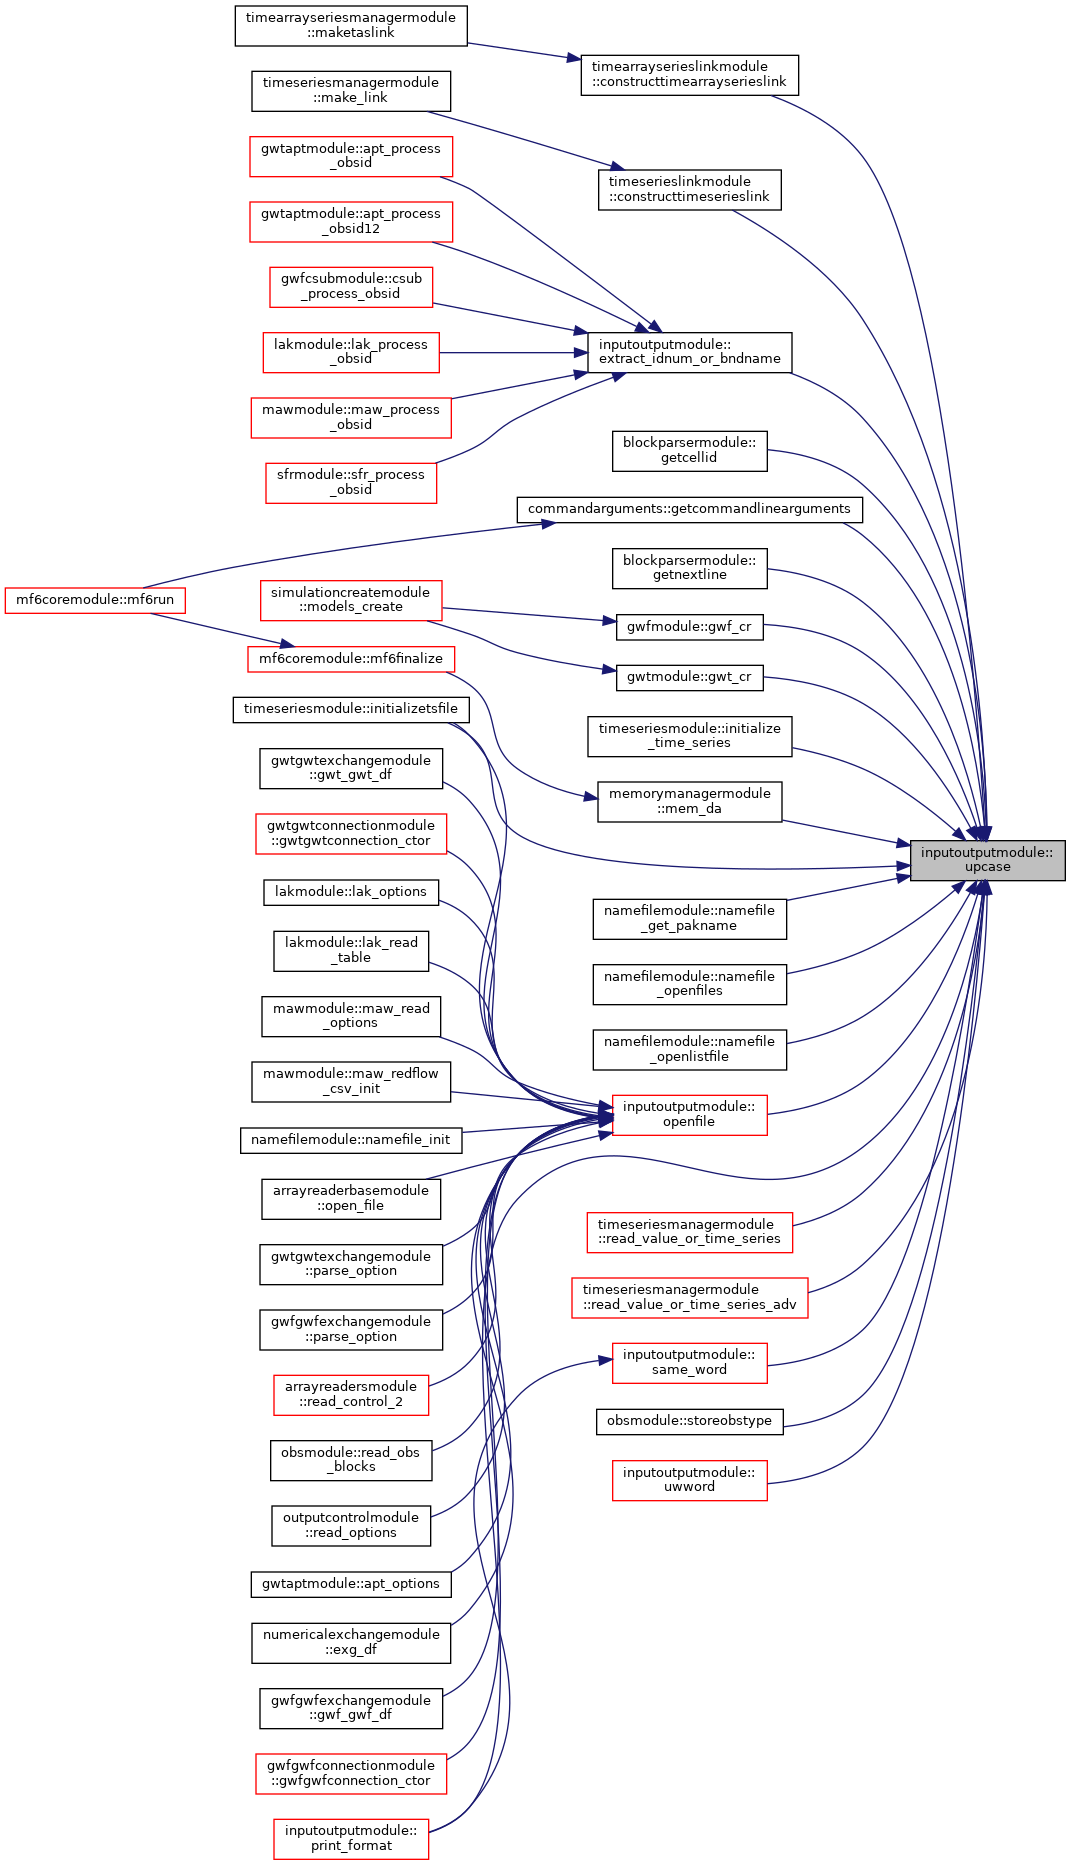 timearrayseriesmanagermodule
::maketaslink
timearrayserieslinkmodule
::constructtimearrayserieslink
timeseriesmanagermodule
::make_link
timeserieslinkmodule
::constructtimeserieslink
gwtaptmodule::apt_process
_obsid
gwtaptmodule::apt_process
_obsid12
gwfcsubmodule::csub
_process_obsid
lakmodule::lak_process
_obsid
inputoutputmodule::
extract_idnum_or_bndname
mawmodule::maw_process
_obsid
sfrmodule::sfr_process
_obsid
blockparsermodule::
getcellid
commandarguments::getcommandlinearguments
blockparsermodule::
getnextline
mf6coremodule::mf6run
simulationcreatemodule
::models_create
gwfmodule::gwf_cr
mf6coremodule::mf6finalize
gwtmodule::gwt_cr
timeseriesmodule::initializetsfile
timeseriesmodule::initialize
_time_series
gwtgwtexchangemodule
::gwt_gwt_df
memorymanagermodule
::mem_da
gwtgwtconnectionmodule
::gwtgwtconnection_ctor
inputoutputmodule::
upcase
lakmodule::lak_options
namefilemodule::namefile
_get_pakname
lakmodule::lak_read
_table
namefilemodule::namefile
_openfiles
mawmodule::maw_read
_options
namefilemodule::namefile
_openlistfile
mawmodule::maw_redflow
_csv_init
inputoutputmodule::
openfile
namefilemodule::namefile_init
arrayreaderbasemodule
::open_file
timeseriesmanagermodule
::read_value_or_time_series
gwtgwtexchangemodule
::parse_option
timeseriesmanagermodule
::read_value_or_time_series_adv
gwfgwfexchangemodule
::parse_option
inputoutputmodule::
same_word
arrayreadersmodule
::read_control_2
obsmodule::storeobstype
obsmodule::read_obs
_blocks
inputoutputmodule::
uwword
outputcontrolmodule
::read_options
gwtaptmodule::apt_options
numericalexchangemodule
::exg_df
gwfgwfexchangemodule
::gwf_gwf_df
gwfgwfconnectionmodule
::gwfgwfconnection_ctor
inputoutputmodule::
print_format